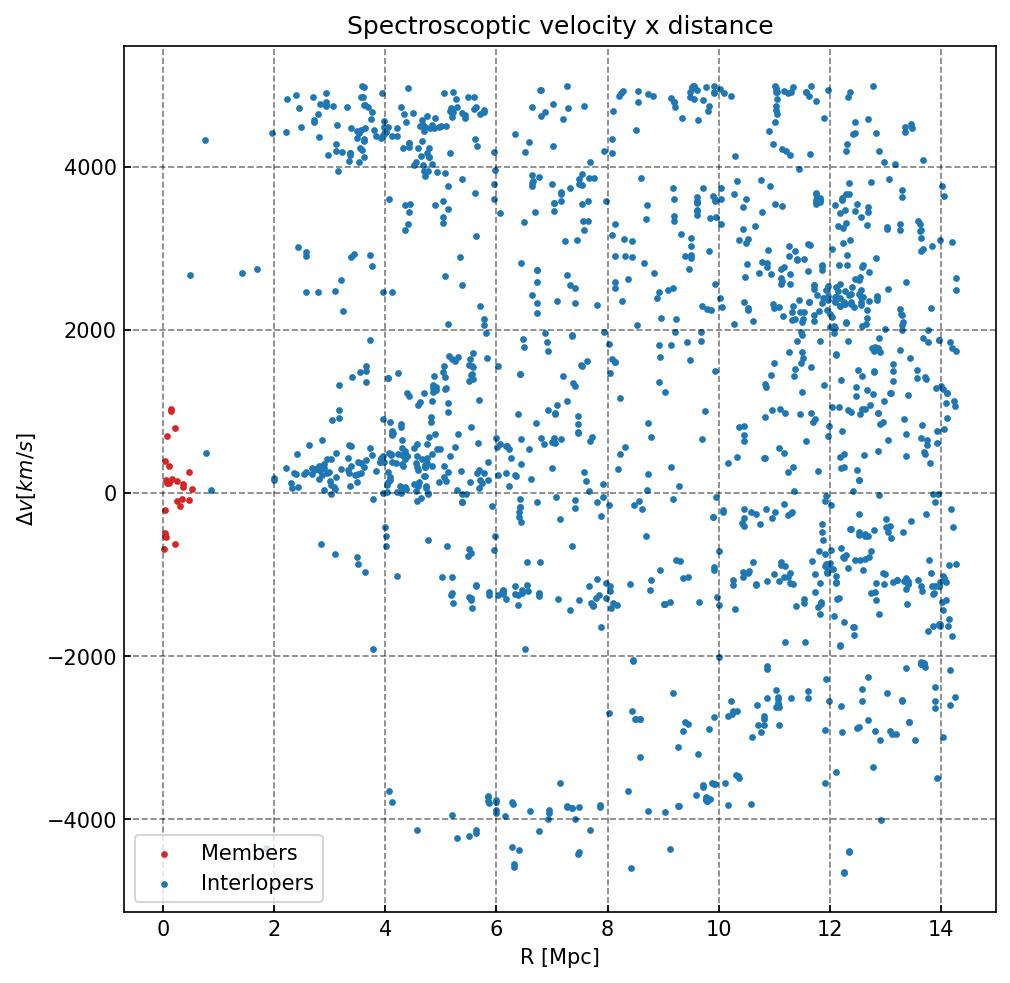 Spectroscoptic velocity x distance
4000
2000
0
−2000
−4000
Δv[km/s]
Members
Interlopers
0 2 4 6 8 10 12 14
R [Mpc]